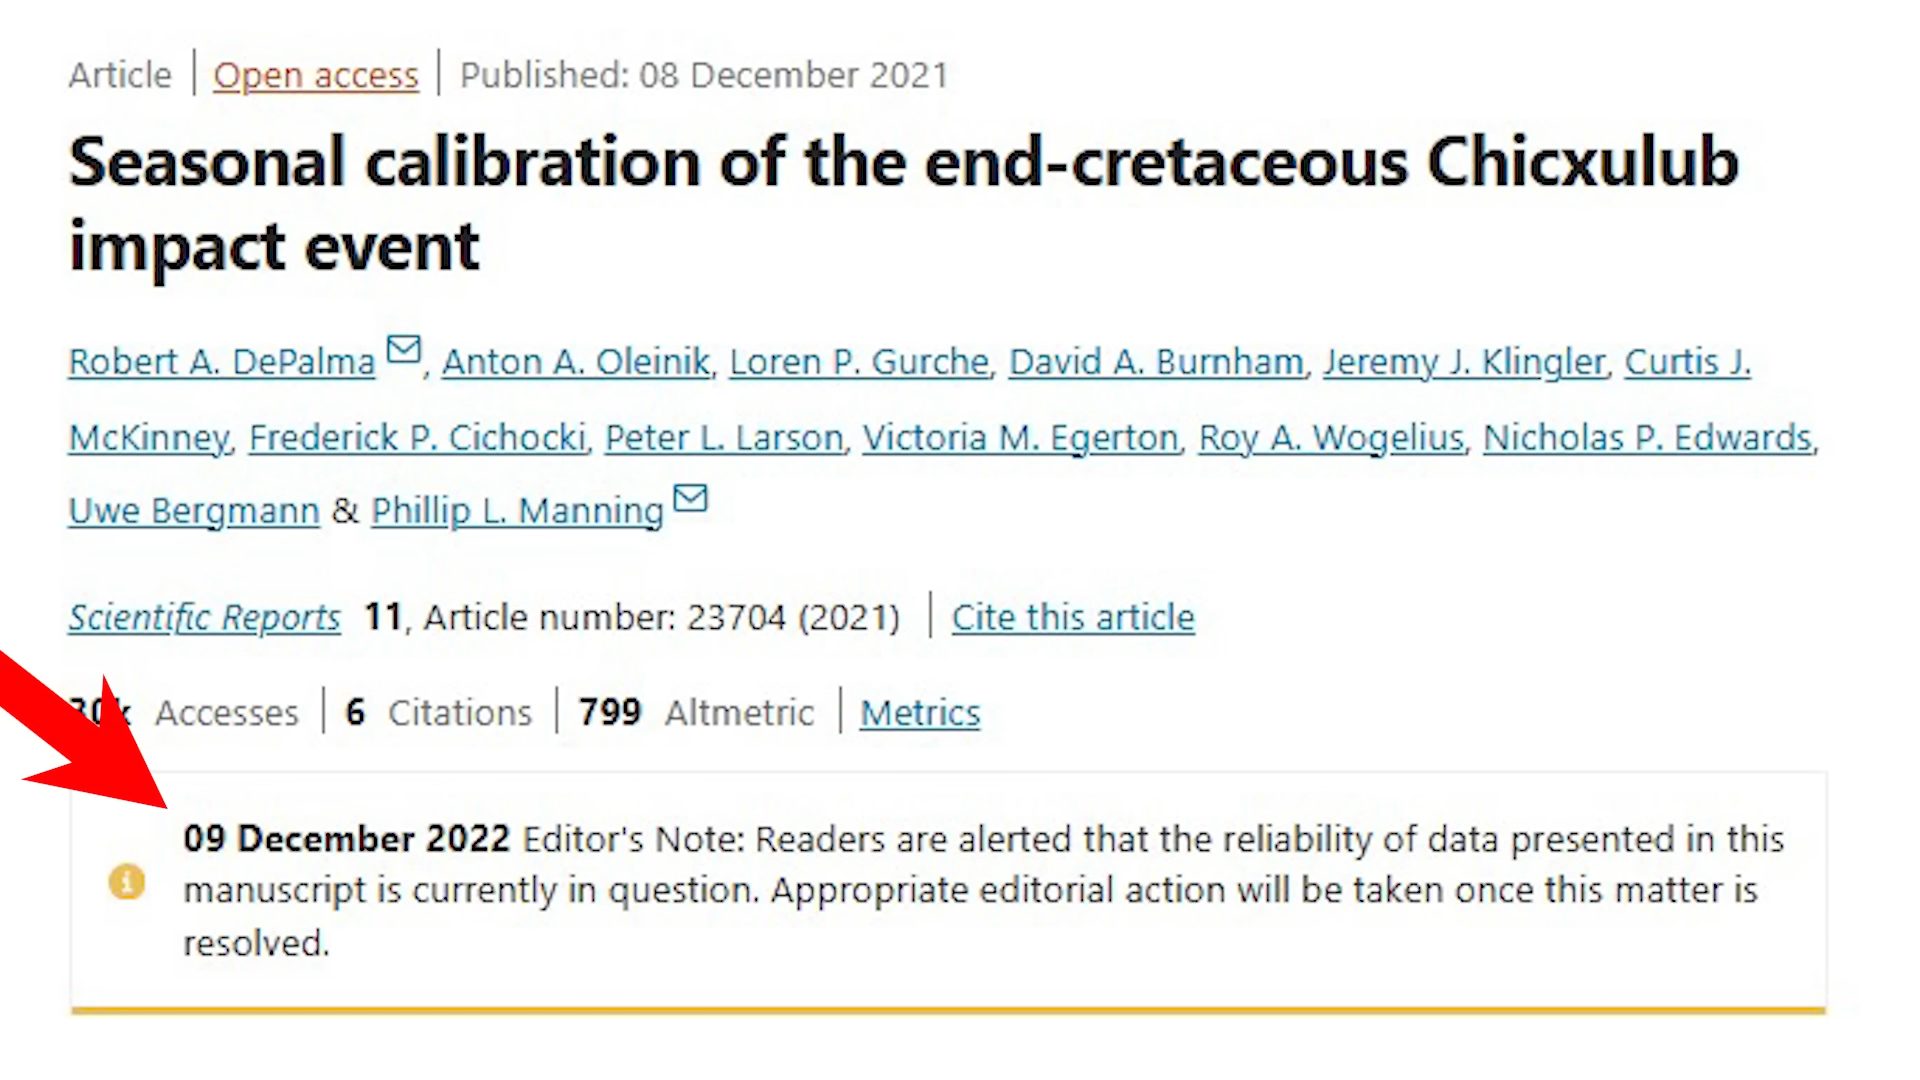 Article | Open access | Published: 08 December 2021
Seasonal calibration of the end-cretaceous Chicxulub
impact event
Robert A. DePalma, Anton A. Oleinik, Loren P. Gurche, David A. Burnham, Jeremy J. Klingler, Curtis J.
McKinney, Frederick P. Cichocki, Peter L. Larson, Victoria M. Egerton, Roy A. Wogelius, Nicholas P. Edwards,
Uwe Bergmann & Phillip L. Manning
Scientific Reports 11, Article number: 23704 (2021) | Cite this article
30k Accesses | 6 Citations | 799 Altmetric | Metrics
09 December 2022 Editor's Note: Readers are alerted that the reliability of data presented in this
manuscript is currently in question. Appropriate editorial action will be taken once this matter is
resolved.